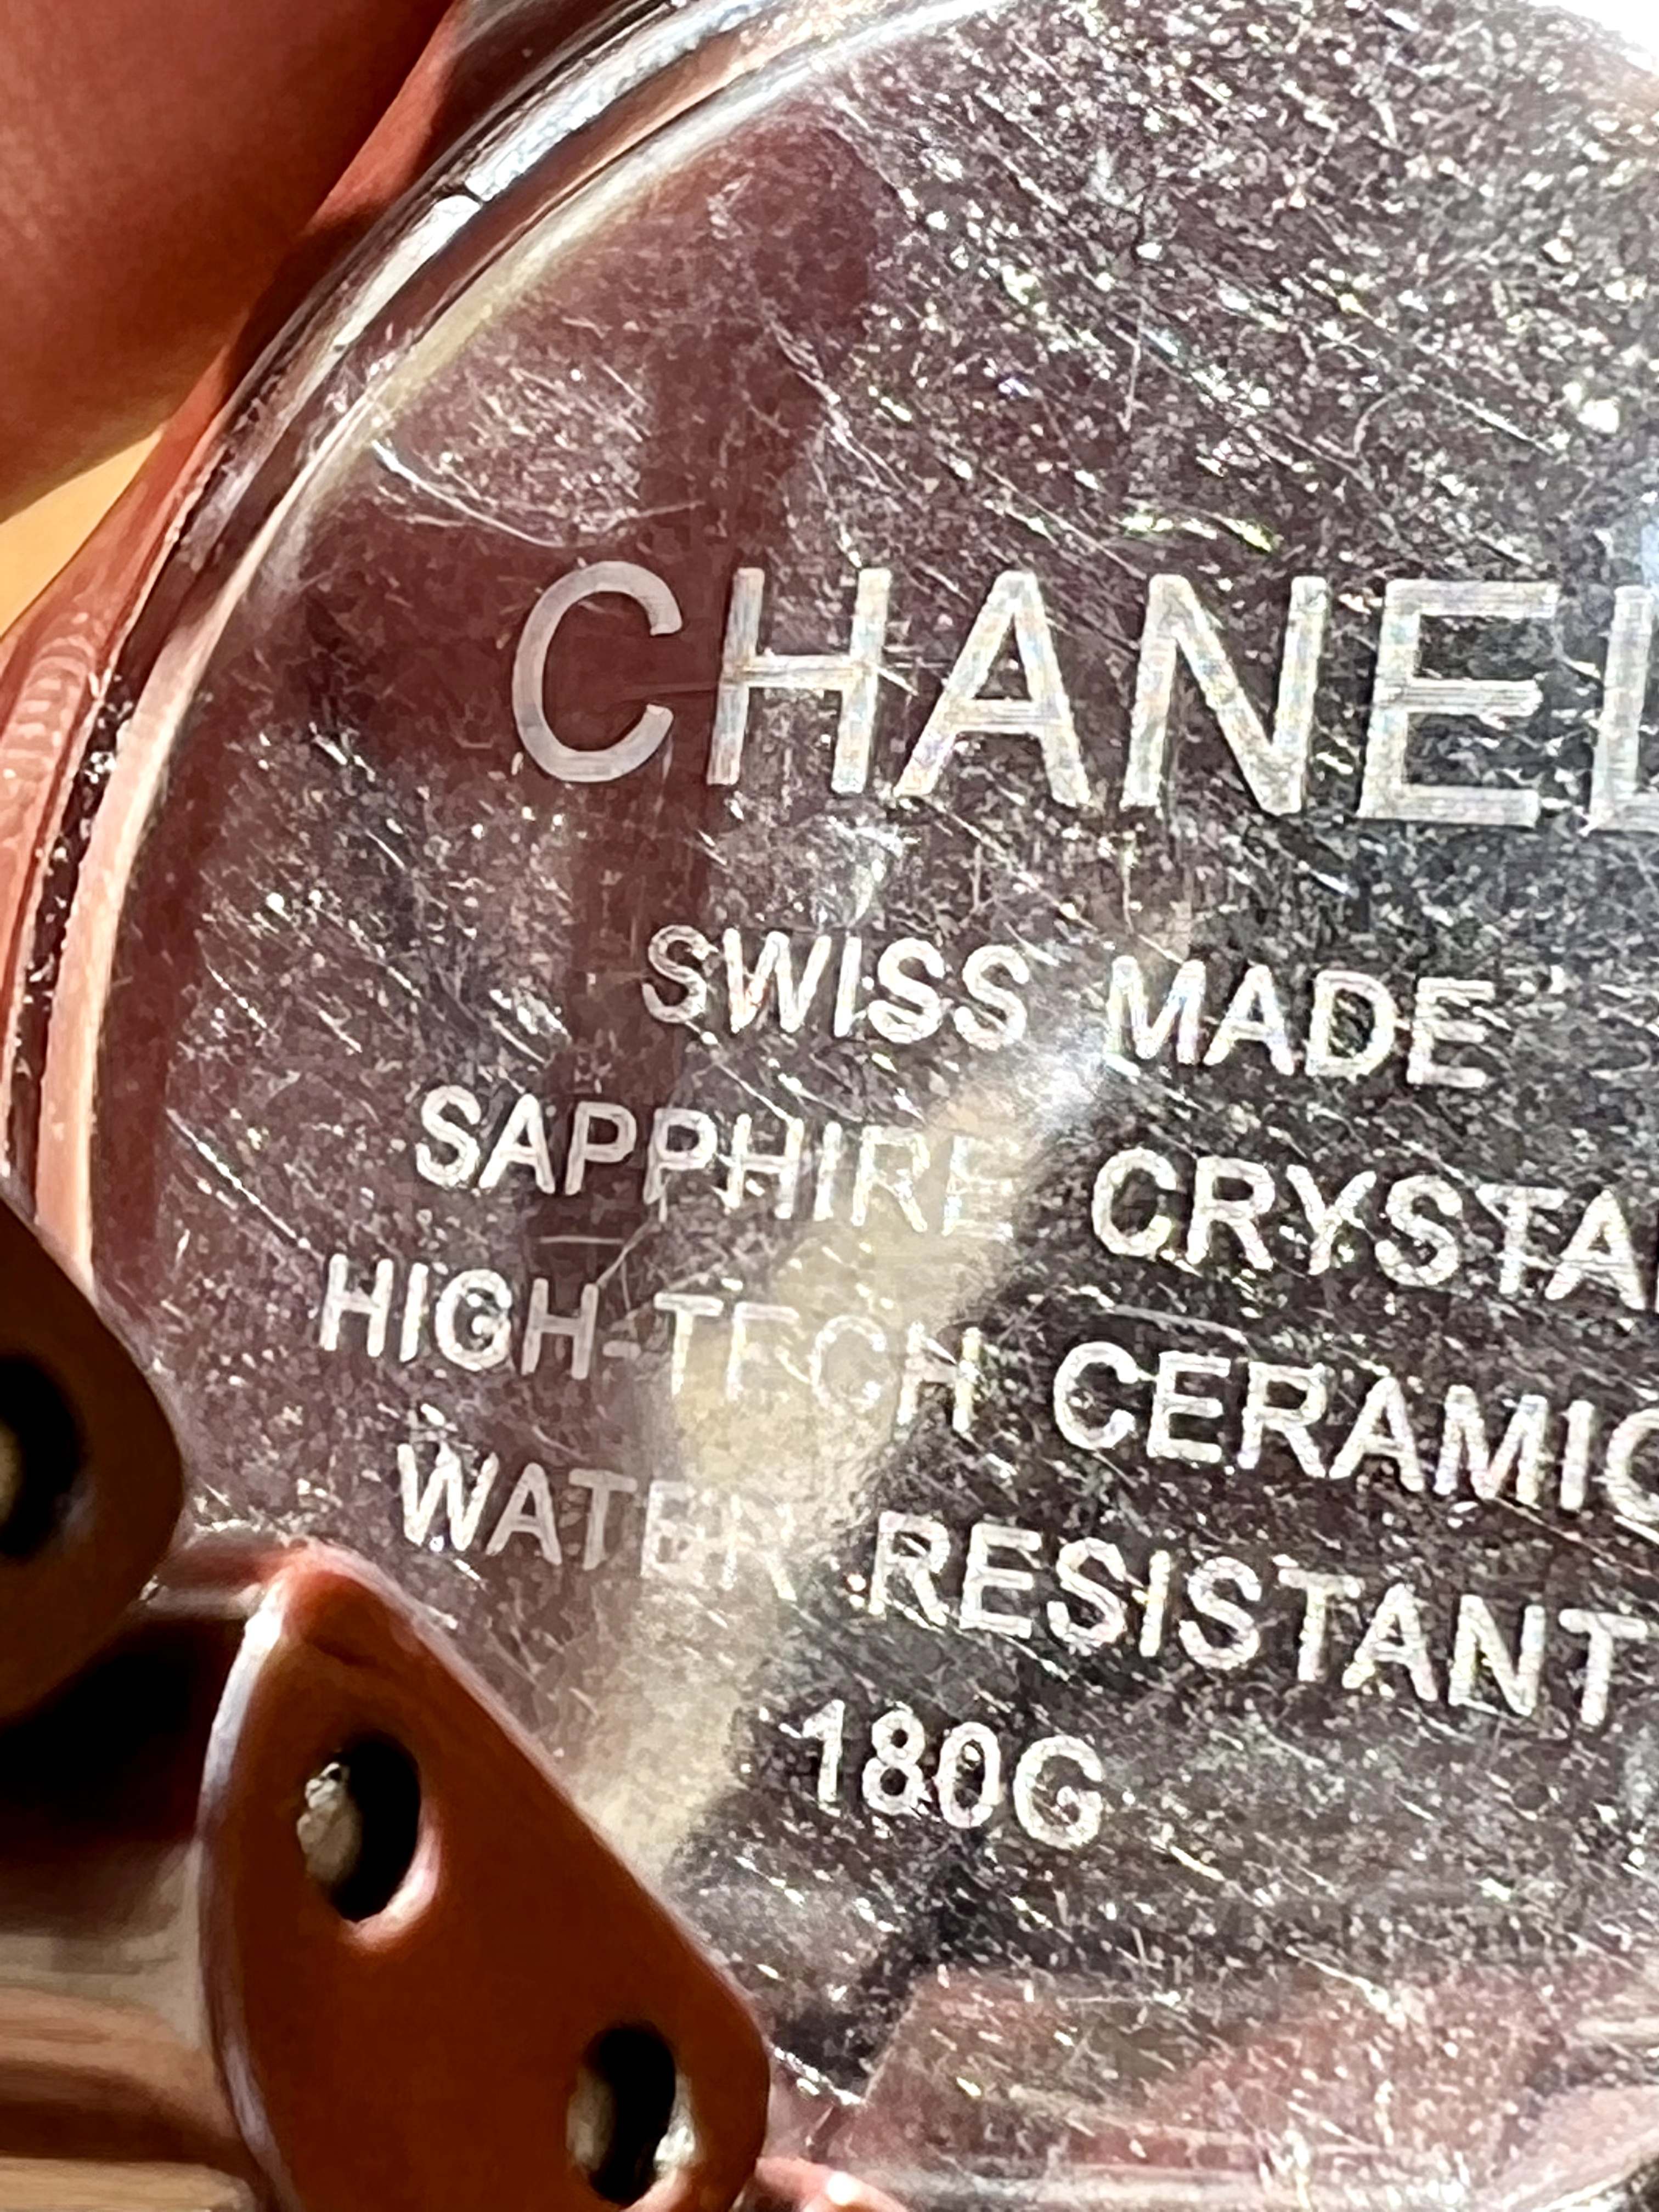 CHANEL
SWISS MADE
SAPPHIRE CRYSTAL
HIGH-TECH CERAMIC
WATER RESISTANT
180G